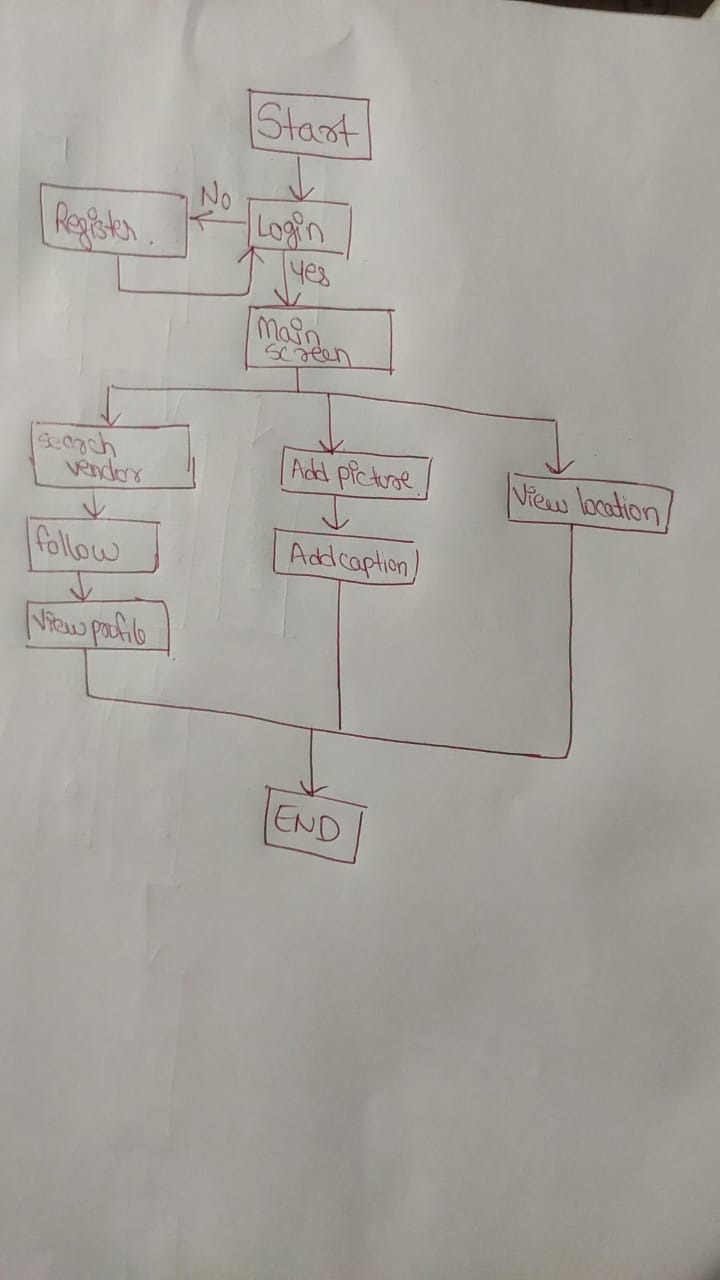 Start
No
Register.
Login
yes
Main
screen
search
vendor
Add picture.
View location
follow
Add caption
View profile
END